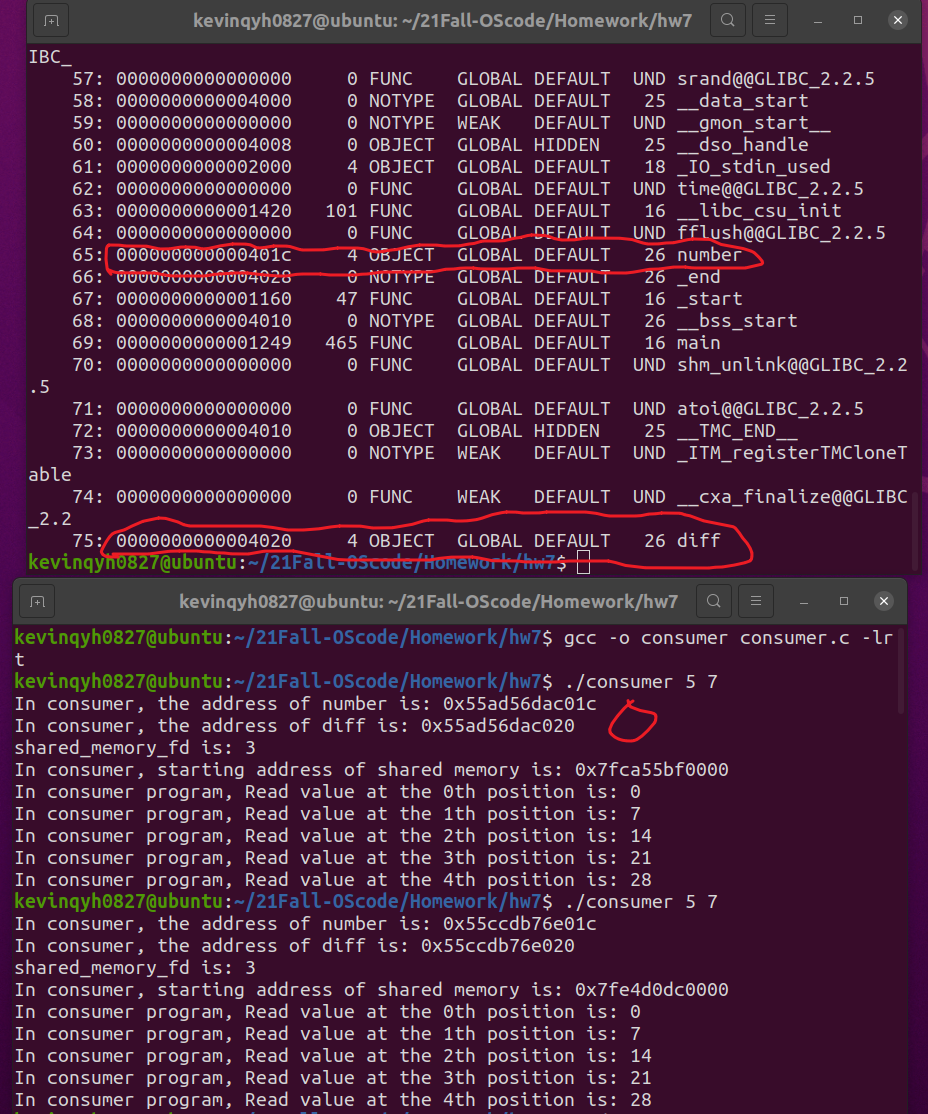 kevinqyh0827@ubuntu: ~/21Fall-OScode/Homework/hw7
IBC_
57: 0000000000000000     0 FUNC    GLOBAL DEFAULT  UND srand@@GLIBC_2.2.5
58: 0000000000004000     0 NOTYPE  GLOBAL DEFAULT   25 __data_start
59: 0000000000000000     0 NOTYPE  WEAK   DEFAULT  UND __gmon_start__
60: 0000000000004008     0 OBJECT  GLOBAL HIDDEN    25 __dso_handle
61: 0000000000002000     4 OBJECT  GLOBAL DEFAULT   18 _IO_stdin_used
62: 0000000000000000     0 FUNC    GLOBAL DEFAULT  UND time@@GLIBC_2.2.5
63: 0000000000001420   101 FUNC    GLOBAL DEFAULT   16 __libc_csu_init
64: 0000000000000000     0 FUNC    GLOBAL DEFAULT  UND fflush@@GLIBC_2.2.5
65: 000000000000401c     4 OBJECT  GLOBAL DEFAULT   26 number
66: 0000000000004028     0 NOTYPE  GLOBAL DEFAULT   26 _end
67: 0000000000001160    47 FUNC    GLOBAL DEFAULT   16 _start
68: 0000000000004010     0 NOTYPE  GLOBAL DEFAULT   26 __bss_start
69: 0000000000001249   465 FUNC    GLOBAL DEFAULT   16 main
70: 0000000000000000     0 FUNC    GLOBAL DEFAULT  UND shm_unlink@@GLIBC_2.2
.5
71: 0000000000000000     0 FUNC    GLOBAL DEFAULT  UND atoi@@GLIBC_2.2.5
72: 0000000000004010     0 OBJECT  GLOBAL HIDDEN    25 __TMC_END__
73: 0000000000000000     0 NOTYPE  WEAK   DEFAULT  UND _ITM_registerTMCloneT
able
74: 0000000000000000     0 FUNC    WEAK   DEFAULT  UND __cxa_finalize@@GLIBC
_2.2
75: 0000000000004020     4 OBJECT  GLOBAL DEFAULT   26 diff
kevinqyh0827@ubuntu:~/21Fall-OScode/Homework/hw7$
kevinqyh0827@ubuntu: ~/21Fall-OScode/Homework/hw7
kevinqyh0827@ubuntu:~/21Fall-OScode/Homework/hw7$ gcc -o consumer consumer.c -lr
t
kevinqyh0827@ubuntu:~/21Fall-OScode/Homework/hw7$ ./consumer 5 7
In consumer, the address of number is: 0x55ad56dac01c
In consumer, the address of diff is: 0x55ad56dac020
shared_memory_fd is: 3
In consumer, starting address of shared memory is: 0x7fca55bf0000
In consumer program, Read value at the 0th position is: 0
In consumer program, Read value at the 1th position is: 7
In consumer program, Read value at the 2th position is: 14
In consumer program, Read value at the 3th position is: 21
In consumer program, Read value at the 4th position is: 28
kevinqyh0827@ubuntu:~/21Fall-OScode/Homework/hw7$ ./consumer 5 7
In consumer, the address of number is: 0x55ccdb76e01c
In consumer, the address of diff is: 0x55ccdb76e020
shared_memory_fd is: 3
In consumer, starting address of shared memory is: 0x7fe4d0dc0000
In consumer program, Read value at the 0th position is: 0
In consumer program, Read value at the 1th position is: 7
In consumer program, Read value at the 2th position is: 14
In consumer program, Read value at the 3th position is: 21
In consumer program, Read value at the 4th position is: 28